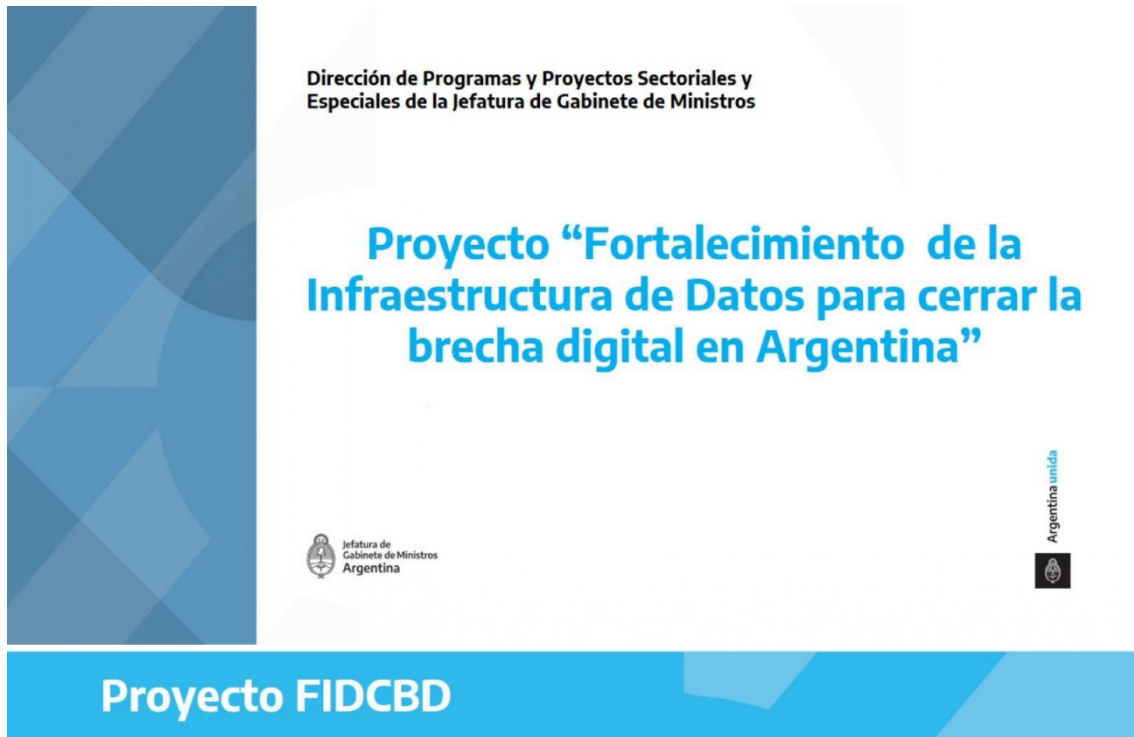 Dirección de Programas y Proyectos Sectoriales y
Especiales de la Jefatura de Gabinete de Ministros
Proyecto “Fortalecimiento de la
Infraestructura de Datos para cerrar la
brecha digital en Argentina”
Argentina unida
Jefatura de
Gabinete de Ministros
Argentina
Proyecto FIDCBD